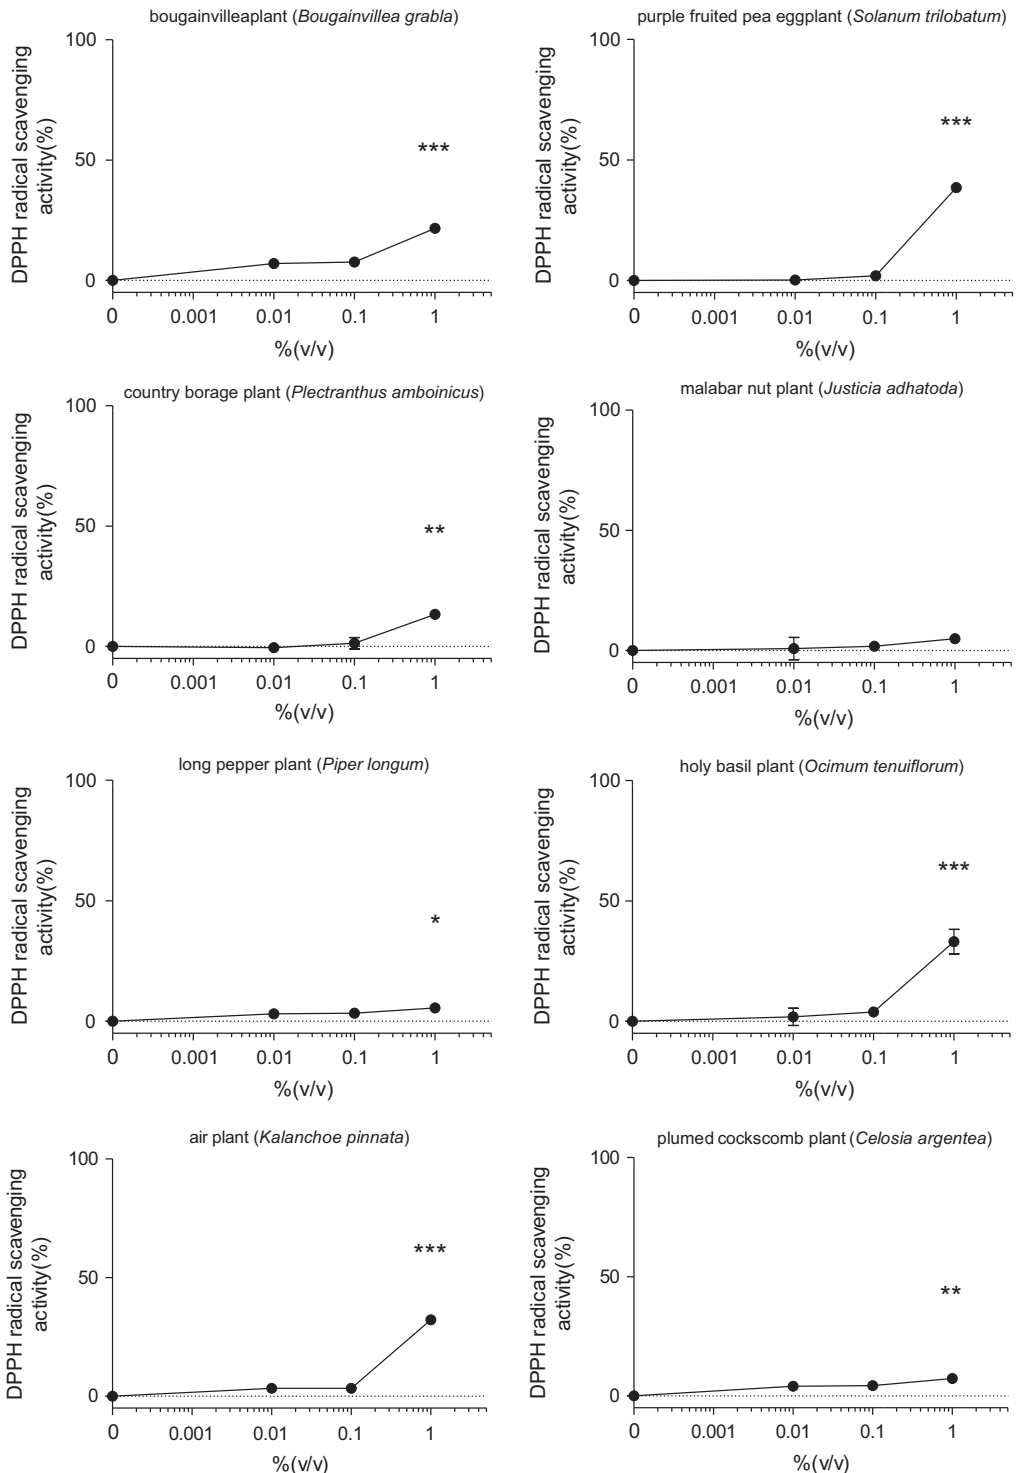 bougainvilleaplant (Bougainvillea grabla)
DPPH radical scavenging
activity(%)
100
50
0
***
0 0.001 0.01 0.1 1
%(v/v)
purple fruited pea eggplant (Solanum trilobatum)
DPPH radical scavenging
activity(%)
100
50
0
***
0 0.001 0.01 0.1 1
%(v/v)
country borage plant (Plectranthus amboinicus)
DPPH radical scavenging
activity(%)
100
50
0
**
0 0.001 0.01 0.1 1
%(v/v)
malabar nut plant (Justicia adhatoda)
DPPH radical scavenging
activity(%)
100
50
0
0 0.001 0.01 0.1 1
%(v/v)
long pepper plant (Piper longum)
DPPH radical scavenging
activity(%)
100
50
0
*
0 0.001 0.01 0.1 1
%(v/v)
holy basil plant (Ocimum tenuiflorum)
DPPH radical scavenging
activity(%)
100
50
0
***
0 0.001 0.01 0.1 1
%(v/v)
air plant (Kalanchoe pinnata)
DPPH radical scavenging
activity(%)
100
50
0
***
0 0.001 0.01 0.1 1
%(v/v)
plumed cockscomb plant (Celosia argentea)
DPPH radical scavenging
activity(%)
100
50
0
**
0 0.001 0.01 0.1 1
%(v/v)